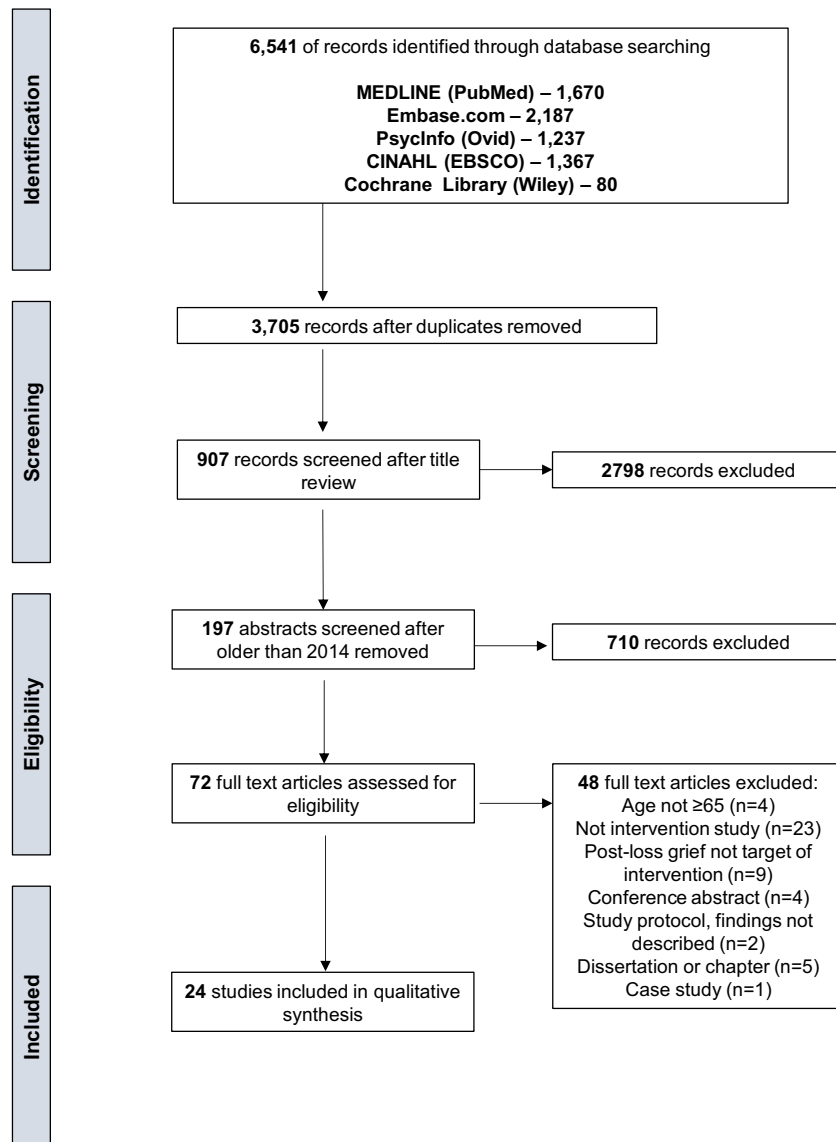 Identification
6,541 of records identified through database searching
MEDLINE (PubMed) – 1,670
Embase.com – 2,187
PsycInfo (Ovid) – 1,237
CINAHL (EBSCO) – 1,367
Cochrane Library (Wiley) – 80
Screening
3,705 records after duplicates removed
907 records screened after title
review
2798 records excluded
Eligibility
197 abstracts screened after
older than 2014 removed
710 records excluded
72 full text articles assessed for
eligibility
48 full text articles excluded:
Age not ≥65 (n=4)
Not intervention study (n=23)
Post-loss grief not target of
intervention (n=9)
Conference abstract (n=4)
Study protocol, findings not
described (n=2)
Dissertation or chapter (n=5)
Case study (n=1)
Included
24 studies included in qualitative
synthesis